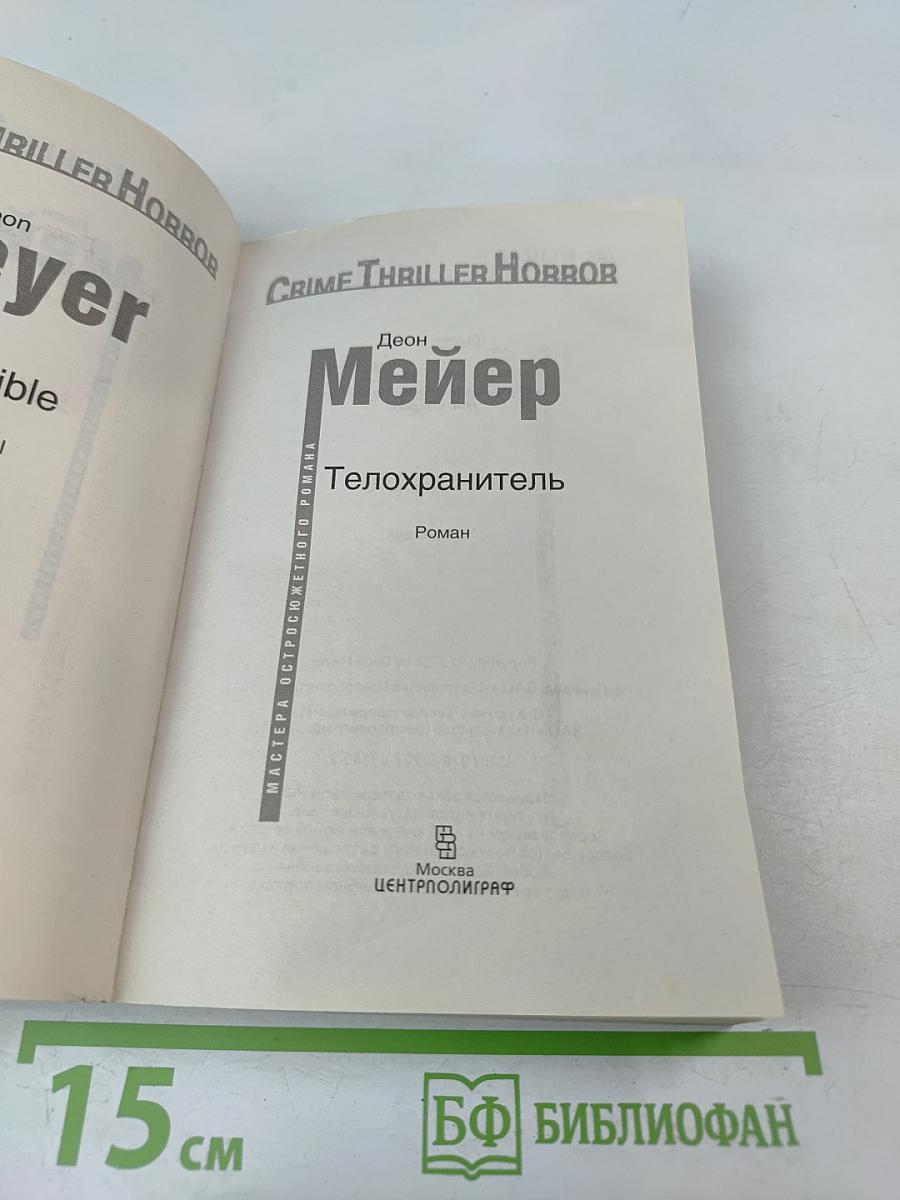 THRILLER HORROR
eon
eyer
ible
CRIME THRILLER HORROR
Деон
Мейер
Телохранитель
Роман
МАСТЕРА ОСТРОСЮЖЕТНОГО РОМАНА
Москва
ЦЕНТРПОЛИГРАФ
15 см
БФ БИБЛИОФАН